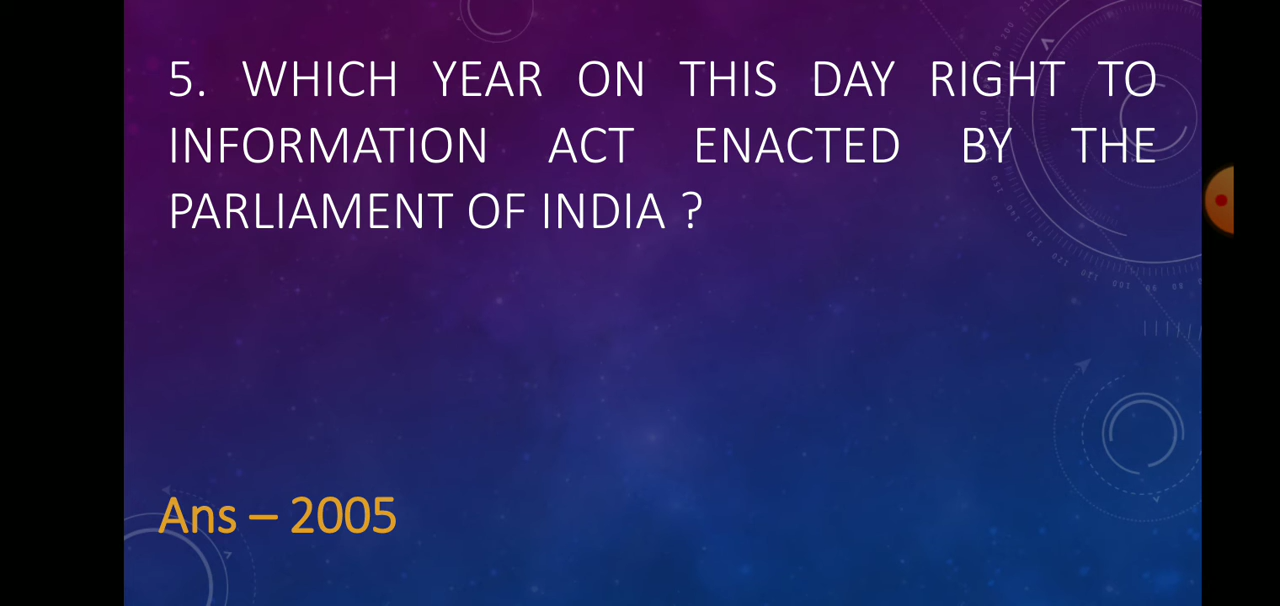 5. WHICH YEAR ON THIS DAY RIGHT TO
INFORMATION ACT ENACTED BY THE
PARLIAMENT OF INDIA ?
Ans – 2005